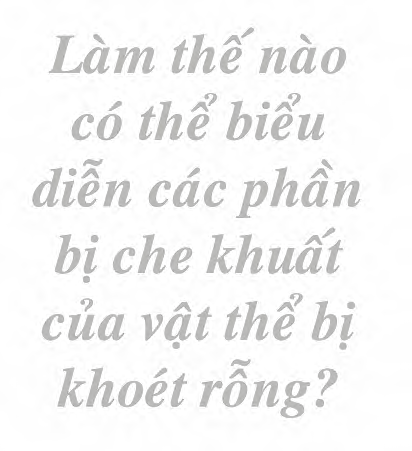 Làm thế nào
có thể biểu
diễn các phần
bị che khuất
của vật thể bị
khoét rỗng?